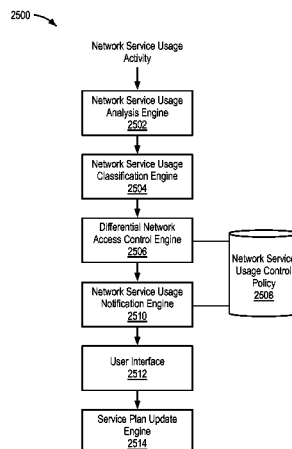 2500
Network Service Usage
Activity
Network Service Usage
Analysis Engine
2502
Network Service Usage
Classification Engine
2504
Differential Network
Access Control Engine
2506
Network Service
Usage Control
Policy
2508
Network Service Usage
Notification Engine
2510
User Interface
2512
Service Plan Update
Engine
2514